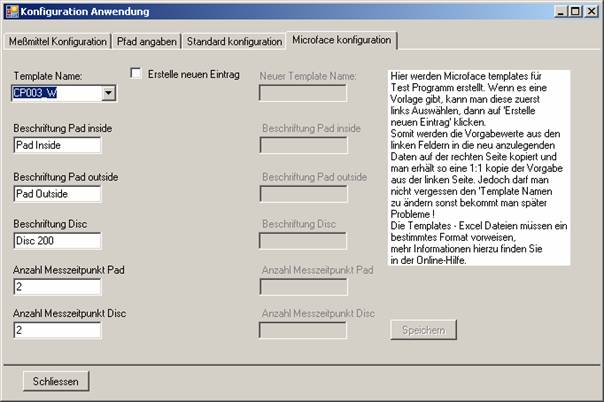 Konfiguration Anwendung
Meßmittel Konfiguration Pfad angaben Standard konfiguration Microface konfiguration
Template Name:
CP003_W
Erstelle neuen Eintrag
Neuer Template Name:
Beschriftung Pad inside
Pad Inside
Beschriftung Pad inside
Beschriftung Pad outside
Pad Outside
Beschriftung Pad outside
Beschriftung Disc
Disc 200
Beschriftung Disc
Anzahl Messzeitpunkt Pad
2
Anzahl Messzeitpunkt Pad
Anzahl Messzeitpunkt Disc
2
Anzahl Messzeitpunkt Disc
Hier werden Microface templates für
Test Programm erstellt. Wenn es eine
Vorlage gibt, kann man diese zuerst
links Auswählen, dann auf 'Erstelle
neuen Eintrag' klicken.
Somit werden die Vorgabewerte aus den
linken Feldern in die neu anzulegenden
Daten auf der rechten Seite kopiert und
man erhält so eine 1:1 kopie der Vorgabe
aus der linken Seite. Jedoch darf man
nicht vergessen den 'Template Namen
zu ändern sonst bekommt man später
Probleme !
Die Templates - Excel Dateien müssen ein
bestimmtes Format vorweisen,
mehr Informationen hierzu finden Sie
in der Online-Hilfe.
Speichern
Schliessen